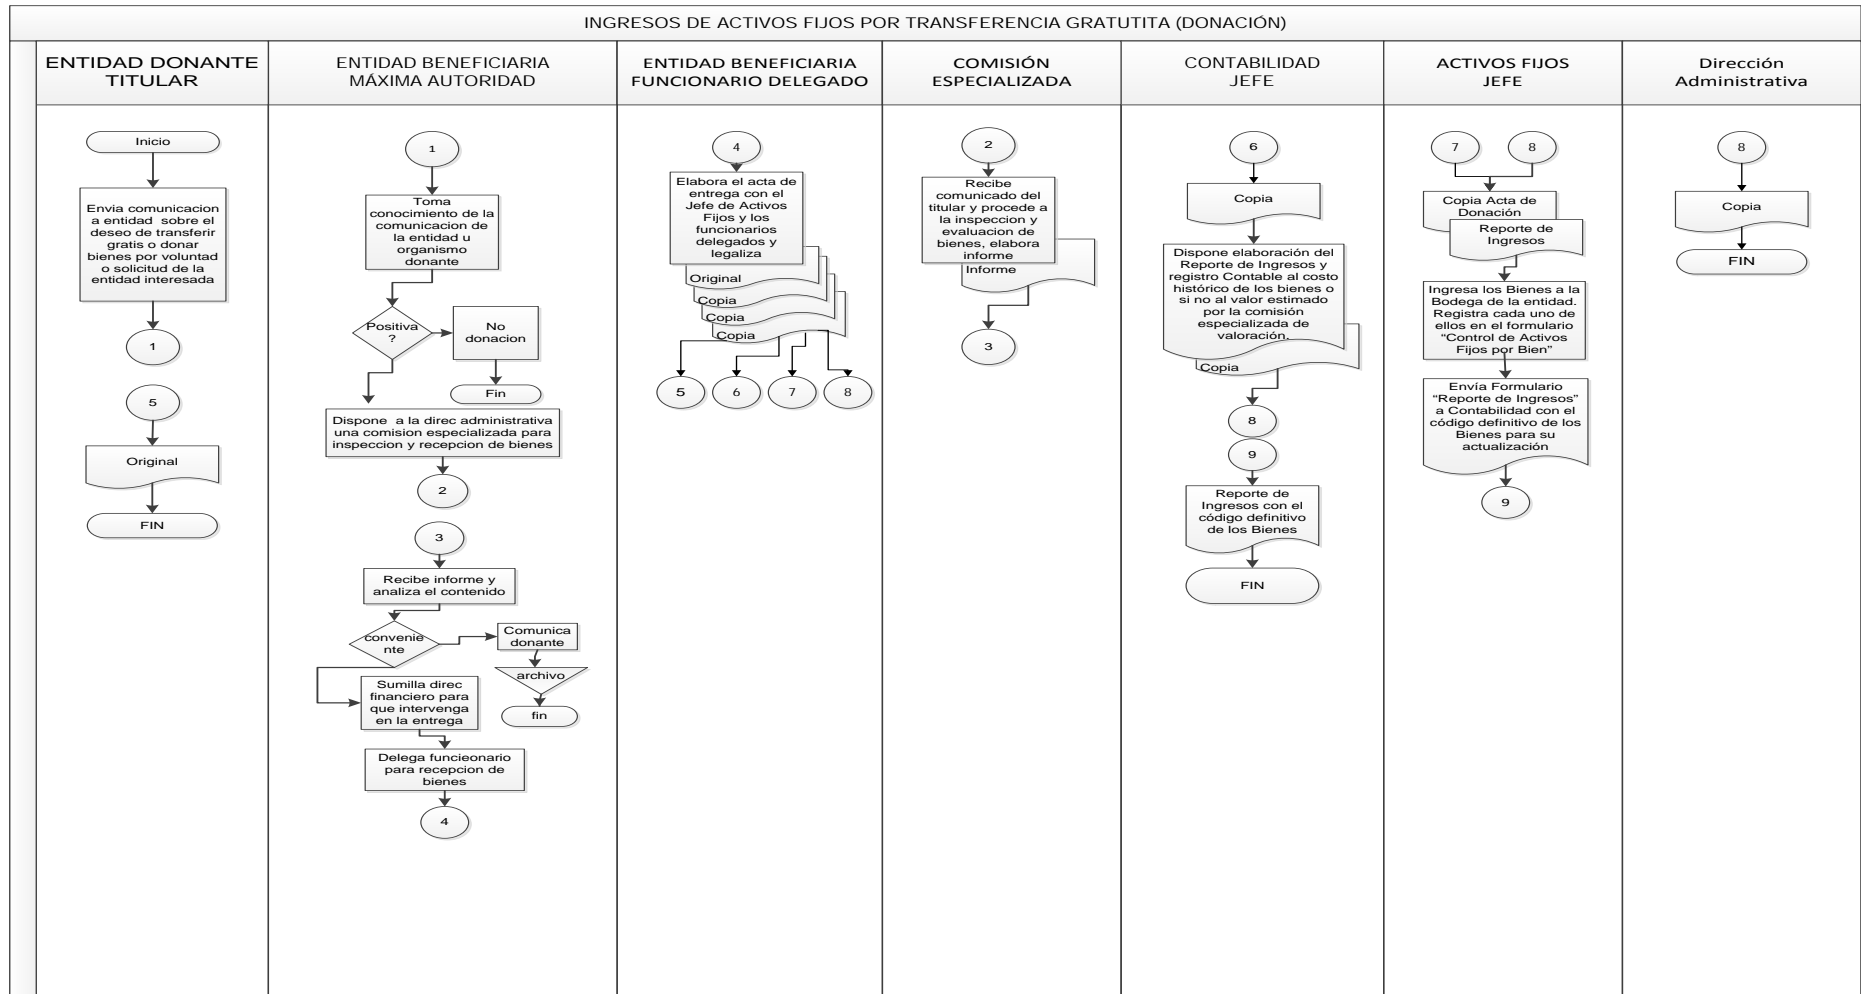 INGRESOS DE ACTIVOS FIJOS POR TRANSFERENCIA GRATUTITA (DONACIÓN)
ENTIDAD DONANTE
TITULAR
Inicio
Envia comunicacion
a entidad sobre el
deseo de transferir
gratis o donar
bienes por voluntad
o solicitud de la
entidad interesada
1
5
Original
FIN
ENTIDAD BENEFICIARIA
MÁXIMA AUTORIDAD
1
Toma
conocimiento de la
comunicacion de
la entidad u
organismo
donante
Positiva
?
No
donacion
Fin
Dispone a la direc administrativa
una comision especializada para
inspeccion y recepcion de bienes
2
3
Recibe informe y
analiza el contenido
convenie
nte
Comunica
donante
archivo
fin
Sumilla direc
financiero para
que intervenga
en la entrega
Delega funcieonario
para recepcion de
bienes
4
ENTIDAD BENEFICIARIA
FUNCIONARIO DELEGADO
4
Elabora el acta de
entrega con el
Jefe de Activos
Fijos y los
funcionarios
delegados y
legaliza
Original
Copia
Copia
Copia
5
6
7
8
COMISIÓN
ESPECIALIZADA
2
Recibe
comunicado del
titular y procede a
la inspeccion y
evaluacion de
bienes, elabora
informe
Informe
3
CONTABILIDAD
JEFE
6
Copia
Dispone elaboración del
Reporte de Ingresos y
registro Contable al costo
histórico de los bienes o
si no al valor estimado
por la comisión
especializada de
valoración.
Copia
8
9
Reporte de
Ingresos con el
código definitivo
de los Bienes
FIN
ACTIVOS FIJOS
JEFE
7
8
Copia Acta de
Donación
Reporte de
Ingresos
Ingresa los Bienes a la
Bodega de la entidad.
Registra cada uno de
ellos en el formulario
“Control de Activos
Fijos por Bien”
Envía Formulario
“Reporte de Ingresos”
a Contabilidad con el
código definitivo de los
Bienes para su
actualización
9
Dirección
Administrativa
8
Copia
FIN